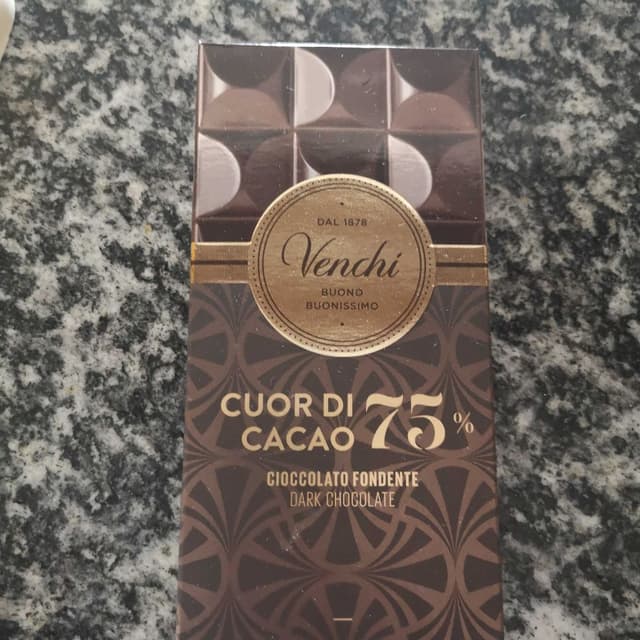 DAL 1878
Venchi
BUONO
BUONISSIMO
CUOR DI
CACAO 75%
CIOCCOLATO FONDENTE
DARK CHOCOLATE